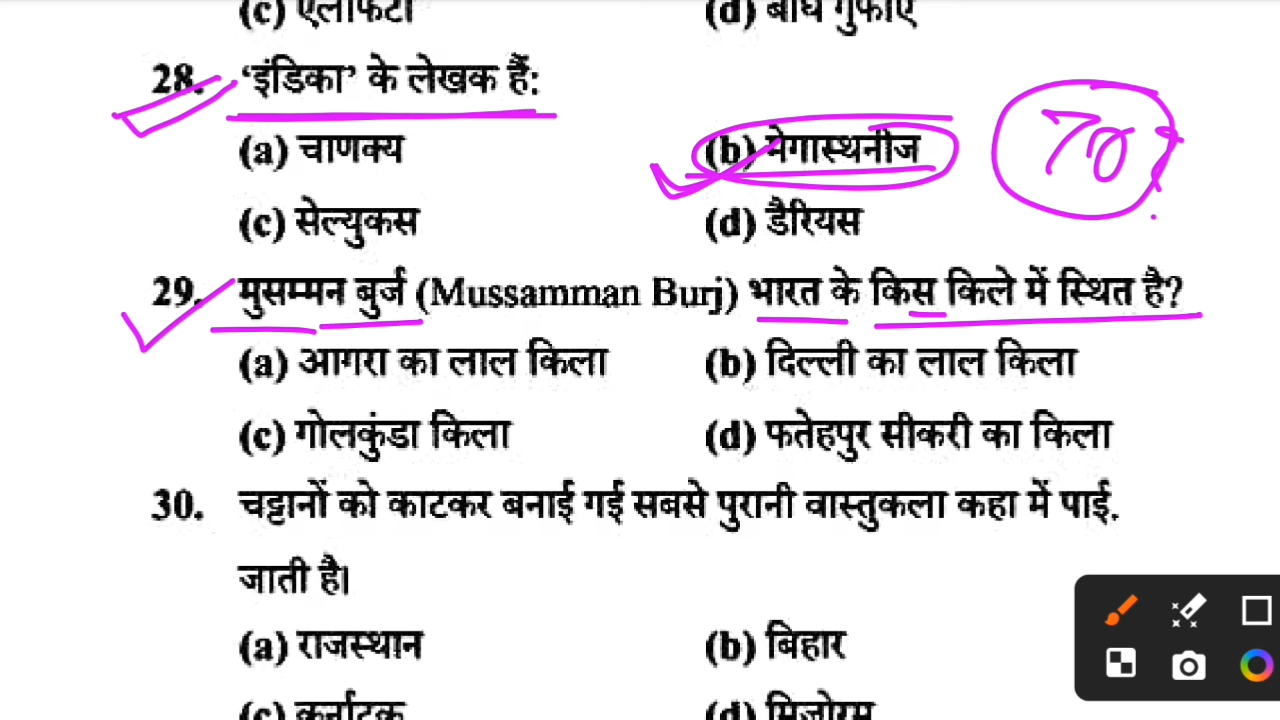 (c) एलीफेंटा (d) बाघ गुफाएं
28. ‘इंडिका’ के लेखक हैं:
(a) चाणक्य (b) मेगास्थनीज
70?
(c) सेल्युकस (d) डैरियस
29. मुसम्मन बुर्ज (Mussamman Burj) भारत के किस किले में स्थित है?
(a) आगरा का लाल किला (b) दिल्ली का लाल किला
(c) गोलकुंडा किला (d) फतेहपुर सीकरी का किला
30. चट्टानों को काटकर बनाई गई सबसे पुरानी वास्तुकला कहा में पाई.
जाती है।
(a) राजस्थान (b) बिहार
(c) कर्नाटक (d) मिजोरम